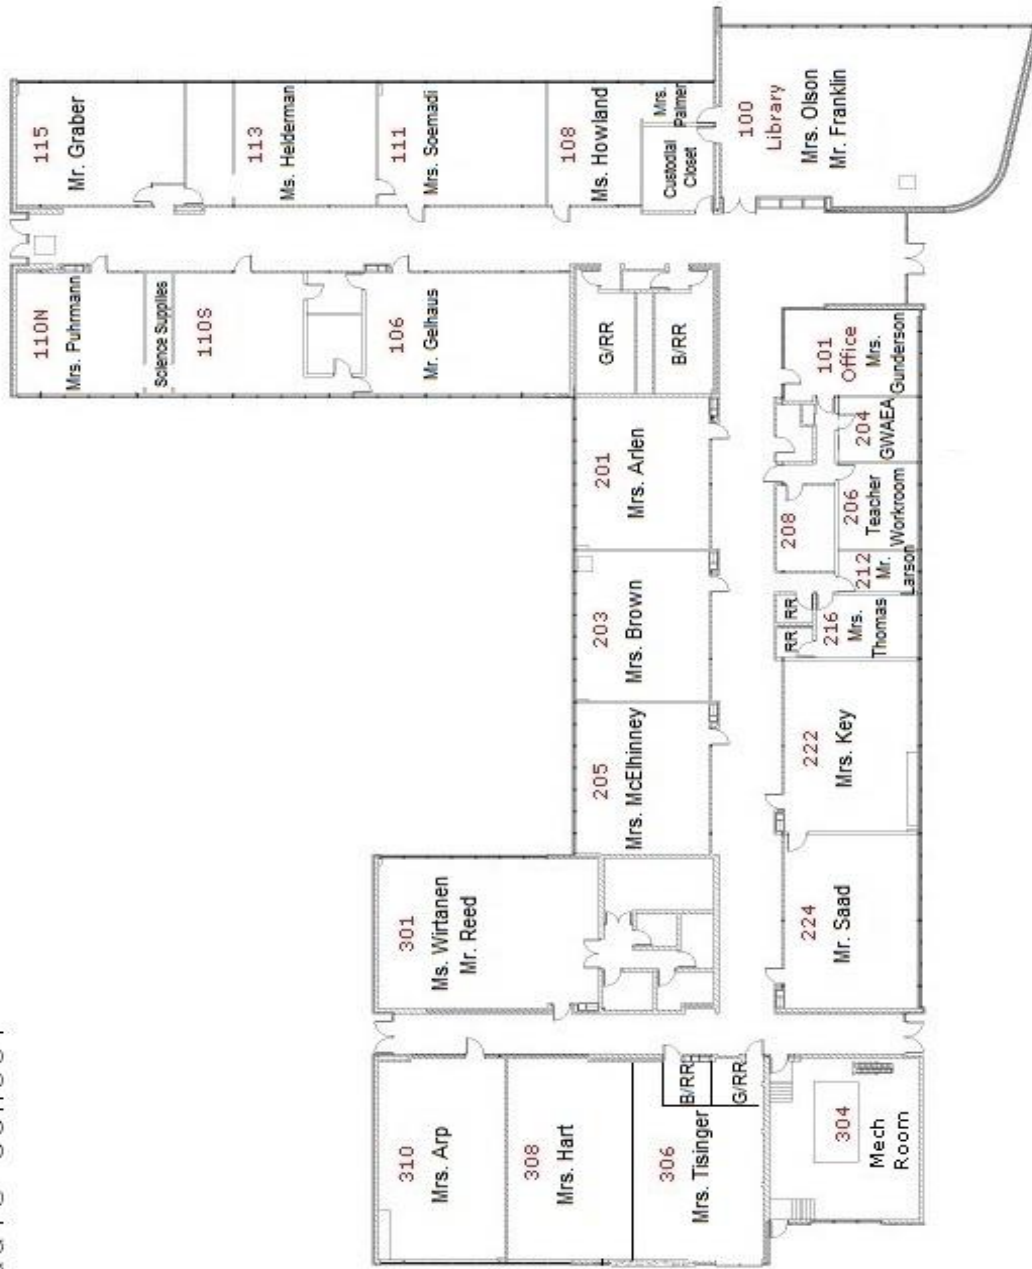 115
Mr. Graber
113
Ms. Helderman
111
Mrs. Soemadi
108
Ms. Howland
Mrs.
Palmer
Custodial
Closet
100
Library
Mrs. Olson
Mr. Franklin
110N
Mrs. Puhrmann
Science Supplies
110S
106
Mr. Gelhaus
G/RR
B/RR
101
Office
Mrs.
Gunderson
204
GWAEA
206
Teacher
Workroom
208
212
Mr.
Larson
RR
RR
216
Mrs.
Thomas
201
Mrs. Arlen
203
Mrs. Brown
205
Mrs. McElhinney
222
Mrs. Key
224
Mr. Saad
301
Ms. Wirtanen
Mr. Reed
310
Mrs. Arp
308
Mrs. Hart
306
Mrs. Tisinger
B/RR
G/RR
304
Mech
Room
School